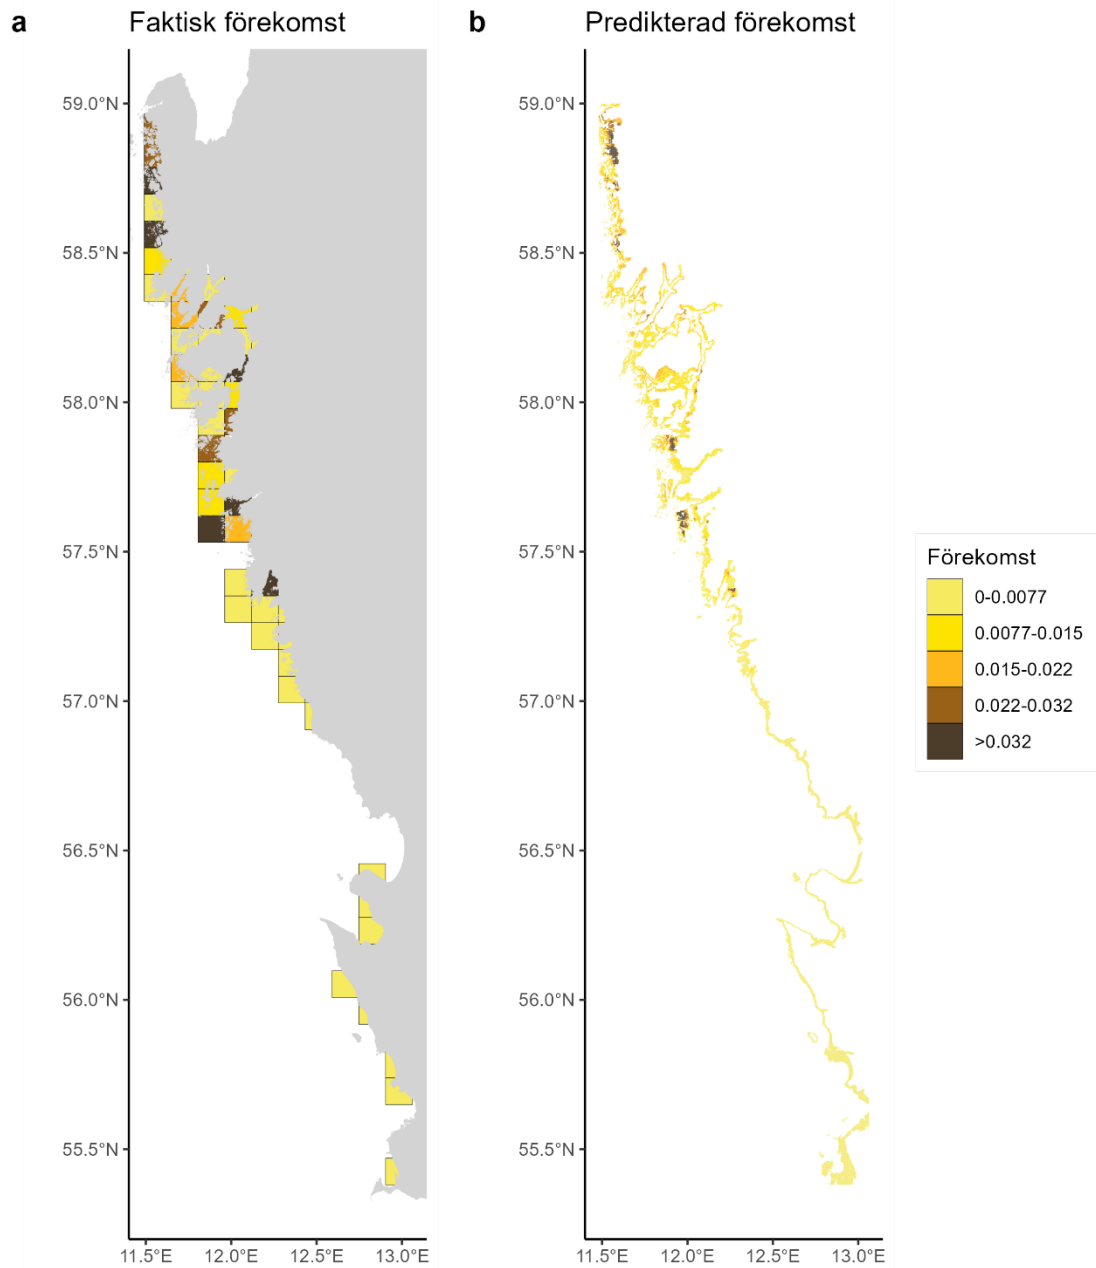 a Faktisk förekomst
59.0°N
58.5°N
58.0°N
57.5°N
57.0°N
56.5°N
56.0°N
55.5°N
11.5°E 12.0°E 12.5°E 13.0°E
b Predikterad förekomst
59.0°N
58.5°N
58.0°N
57.5°N
57.0°N
56.5°N
56.0°N
55.5°N
11.5°E 12.0°E 12.5°E 13.0°E
Förekomst
0-0.0077
0.0077-0.015
0.015-0.022
0.022-0.032
>0.032